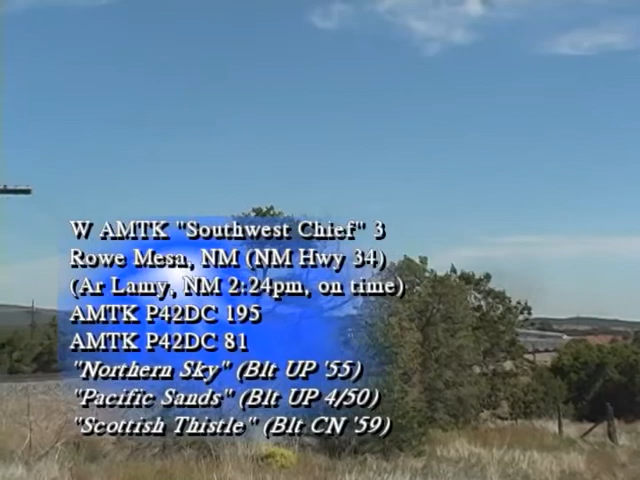 W AMTK "Southwest Chief" 3
Rowe Mesa, NM (NM Hwy 34)
(Ar Lamy, NM 2:24pm, on time)
AMTK P42DC 195
AMTK P42DC 81
"Northern Sky" (Blt UP '55)
"Pacific Sands" (Blt UP 4/50)
"Scottish Thistle" (Blt CN '59)